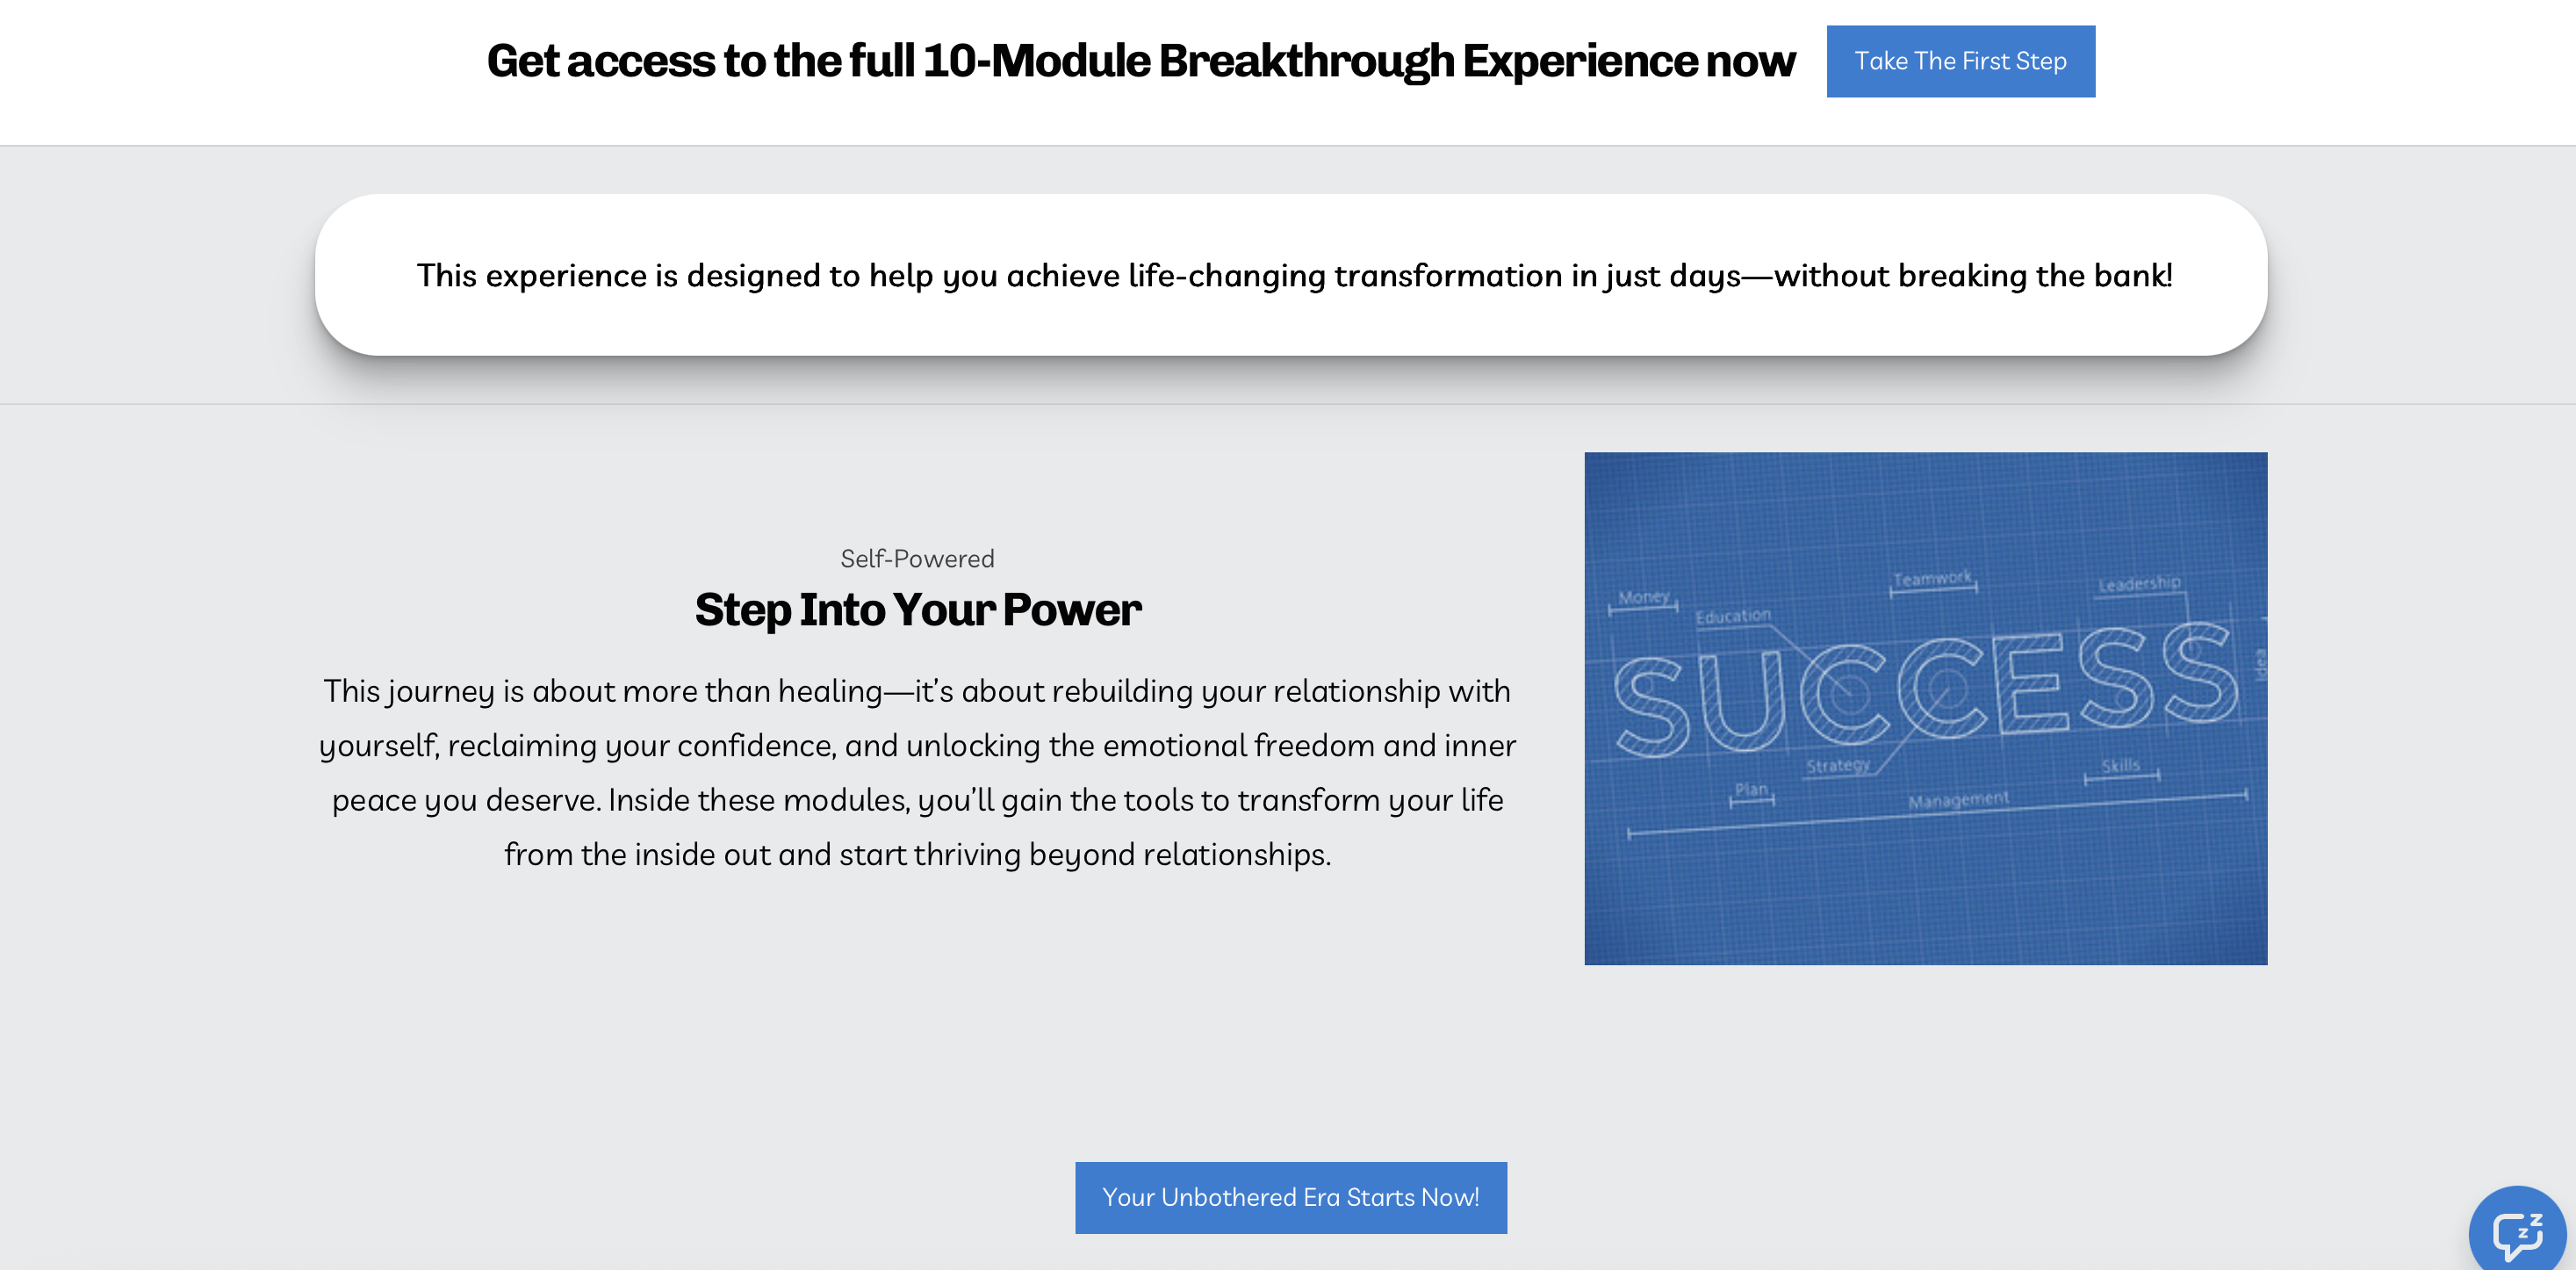 Get access to the full 10-Module Breakthrough Experience now
Take The First Step
This experience is designed to help you achieve life-changing transformation in just days—without breaking the bank!
Self-Powered
Step Into Your Power
This journey is about more than healing—it’s about rebuilding your relationship with
yourself, reclaiming your confidence, and unlocking the emotional freedom and inner
peace you deserve. Inside these modules, you’ll gain the tools to transform your life
from the inside out and start thriving beyond relationships.
Money
Education
Teamwork
Leadership
SUCCESS
Idea
Strategy
Skills
Plan
Management
Your Unbothered Era Starts Now!
z
z